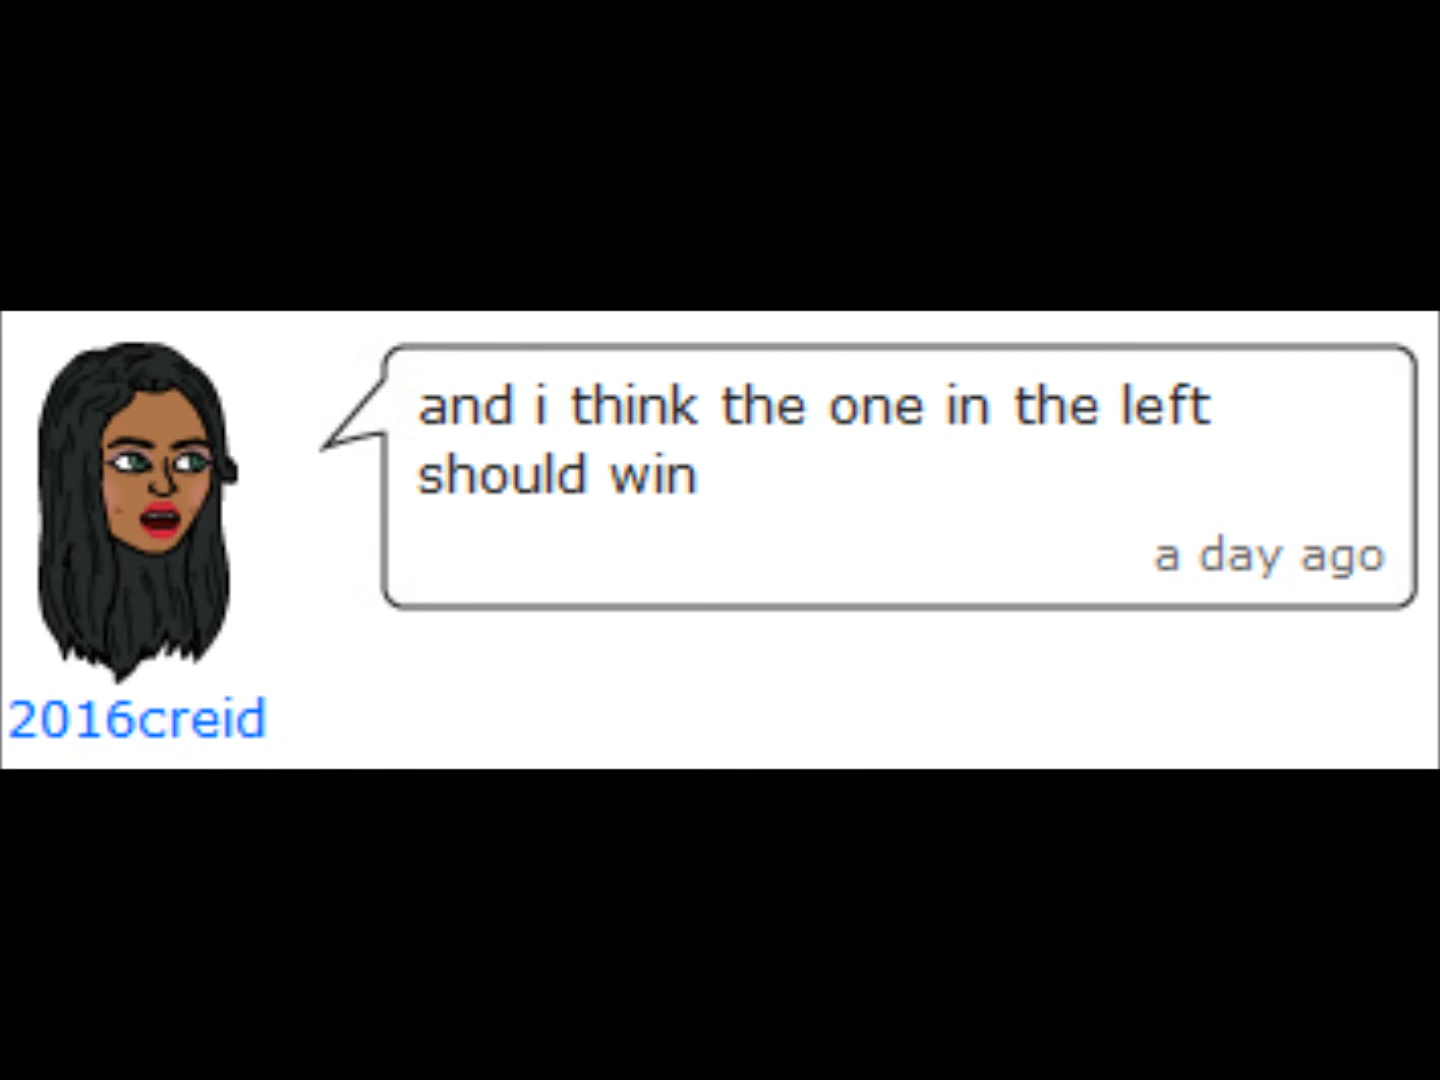 and i think the one in the left
should win
a day ago
2016creid